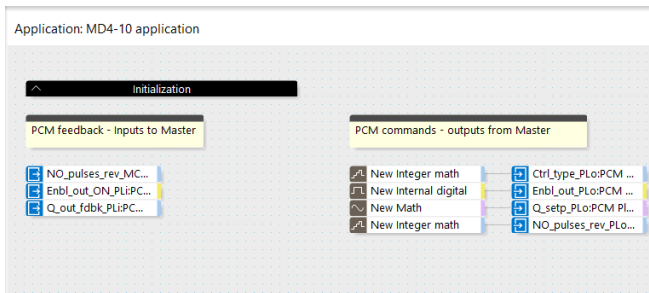 Application: MD4-10 application
Initialization
PCM feedback - Inputs to Master
PCM commands - outputs from Master
NO_pulses_rev_MC...
Enbl_out_ON_PLi:PC...
Q_out_fdbk_PLi:PC...
New Integer math
Ctrl_type_PLo:PCM ...
New Internal digital
Enbl_out_PLo:PCM ...
New Math
Q_setp_PLo:PCM Pl...
New Integer math
NO_pulses_rev_PLo...